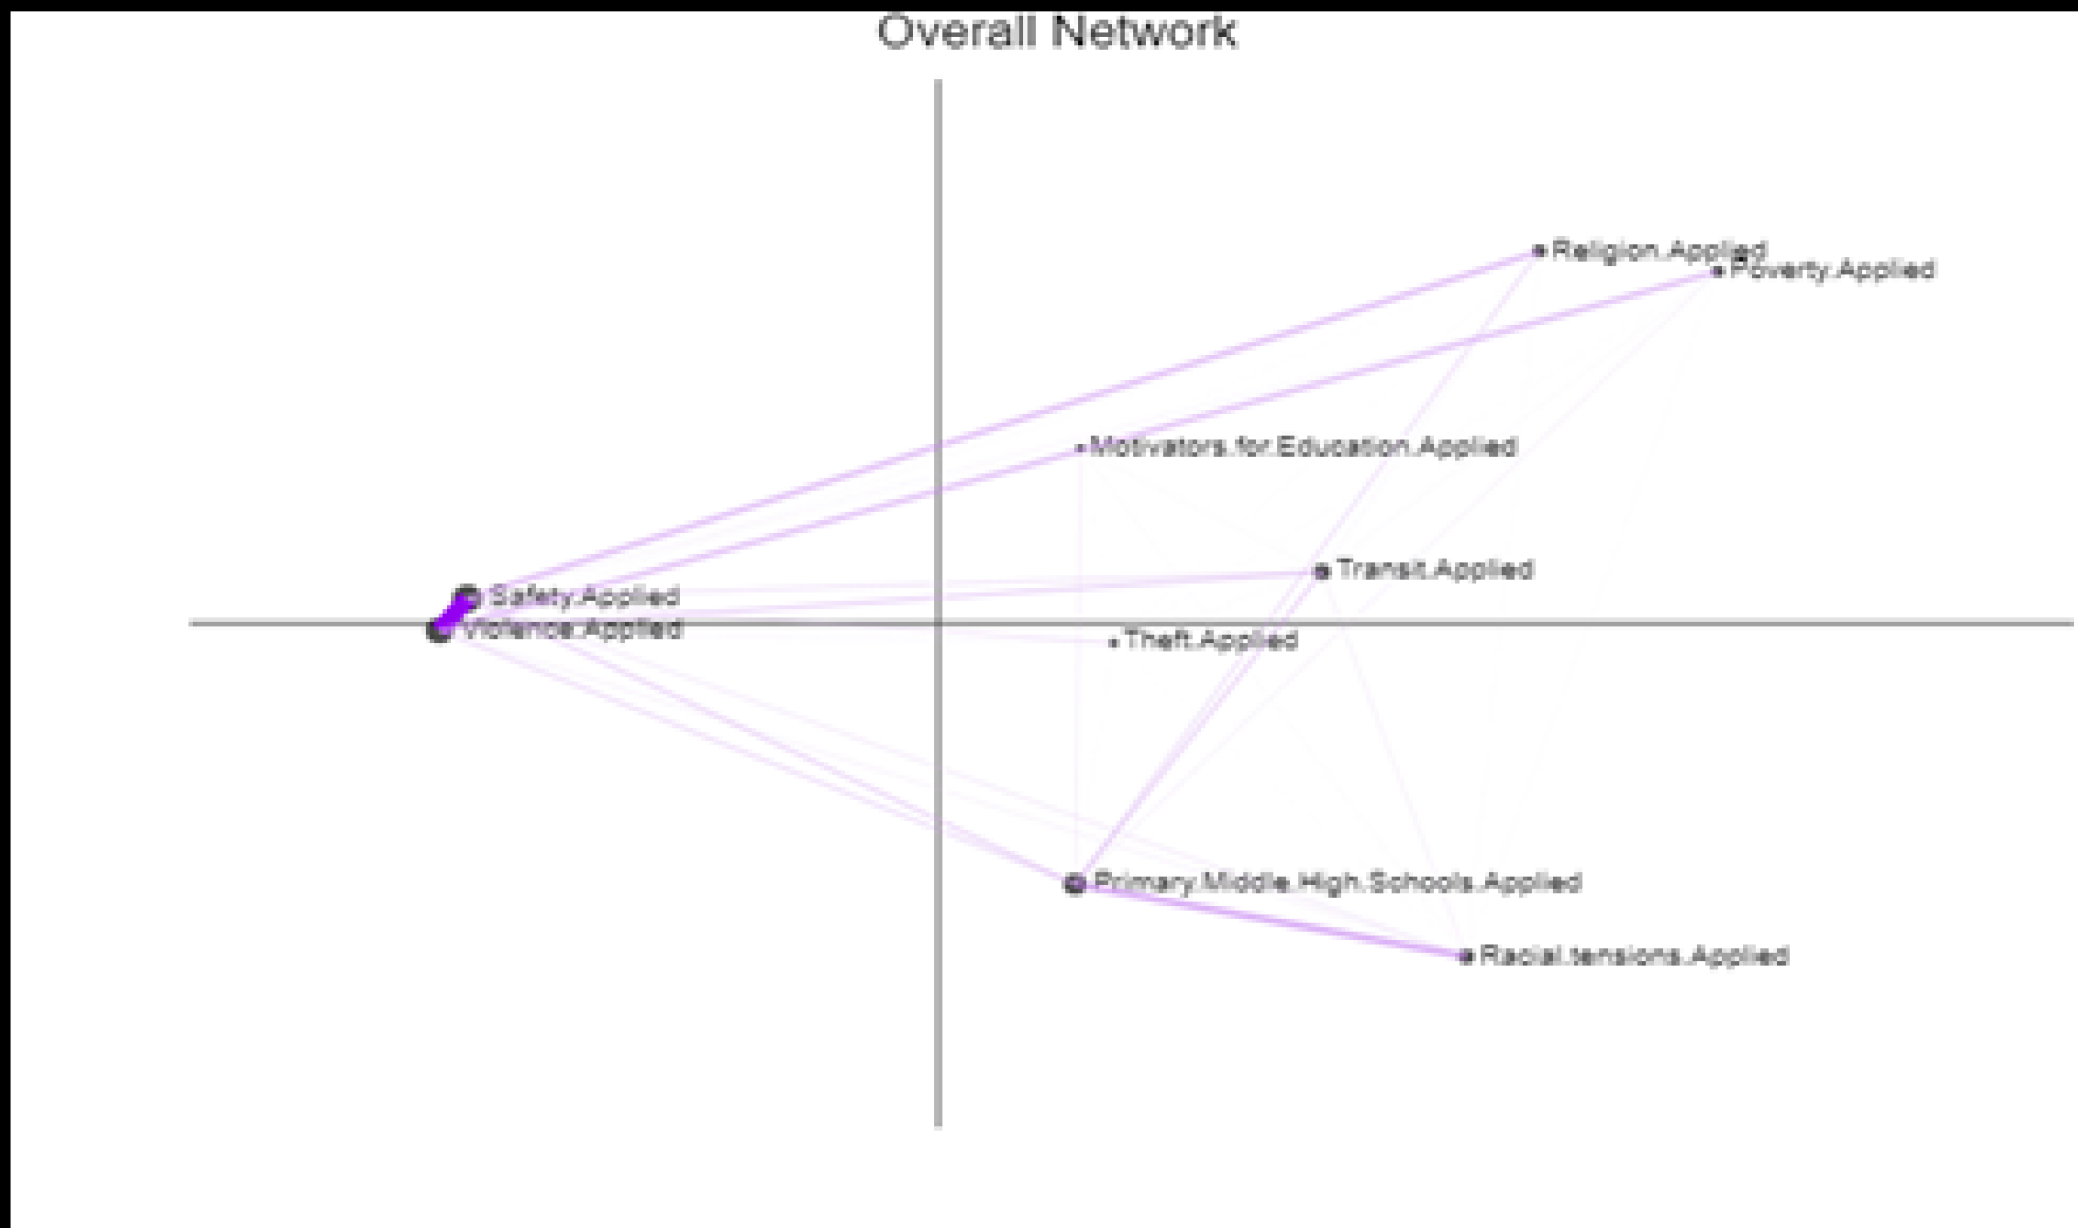 Overall Network
Religion.Applied
Poverty.Applied
Motivators.for.Education.Applied
Transit.Applied
Safety.Applied
Violence.Applied
Theft.Applied
Primary.Middle.High.Schools.Applied
Racial.tensions.Applied